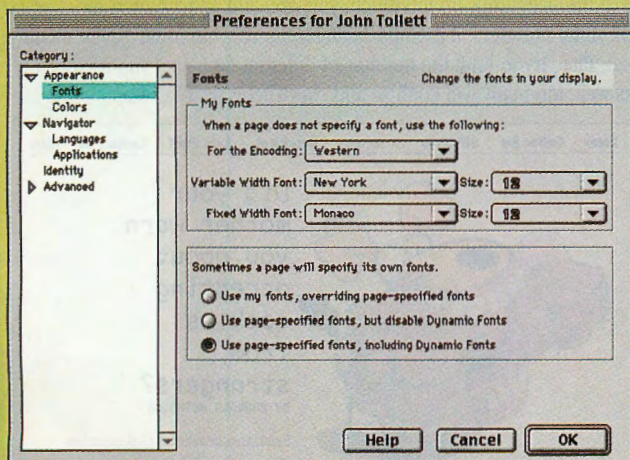 Preferences for John Tollett
Category:
Appearance
Fonts
Colors
Navigator
Languages
Applications
Identity
Advanced
Fonts
Change the fonts in your display.
My Fonts
When a page does not specify a font, use the following:
For the Encoding: Western
Variable Width Font: New York Size: 12
Fixed Width Font: Monaco Size: 12
Sometimes a page will specify its own fonts.
Use my fonts, overriding page-specified fonts
Use page-specified fonts, but disable Dynamic Fonts
Use page-specified fonts, including Dynamic Fonts
strangers?
Help Cancel OK